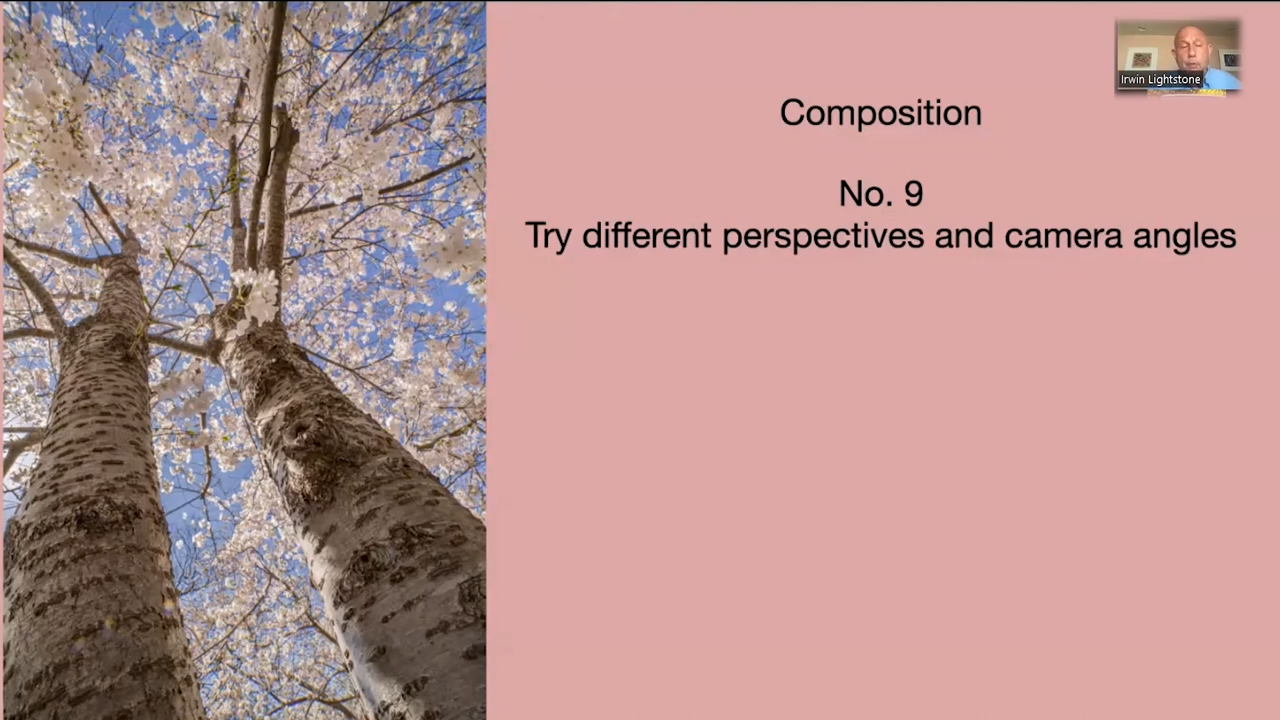 Irwin Lightstone
Composition
No. 9
Try different perspectives and camera angles